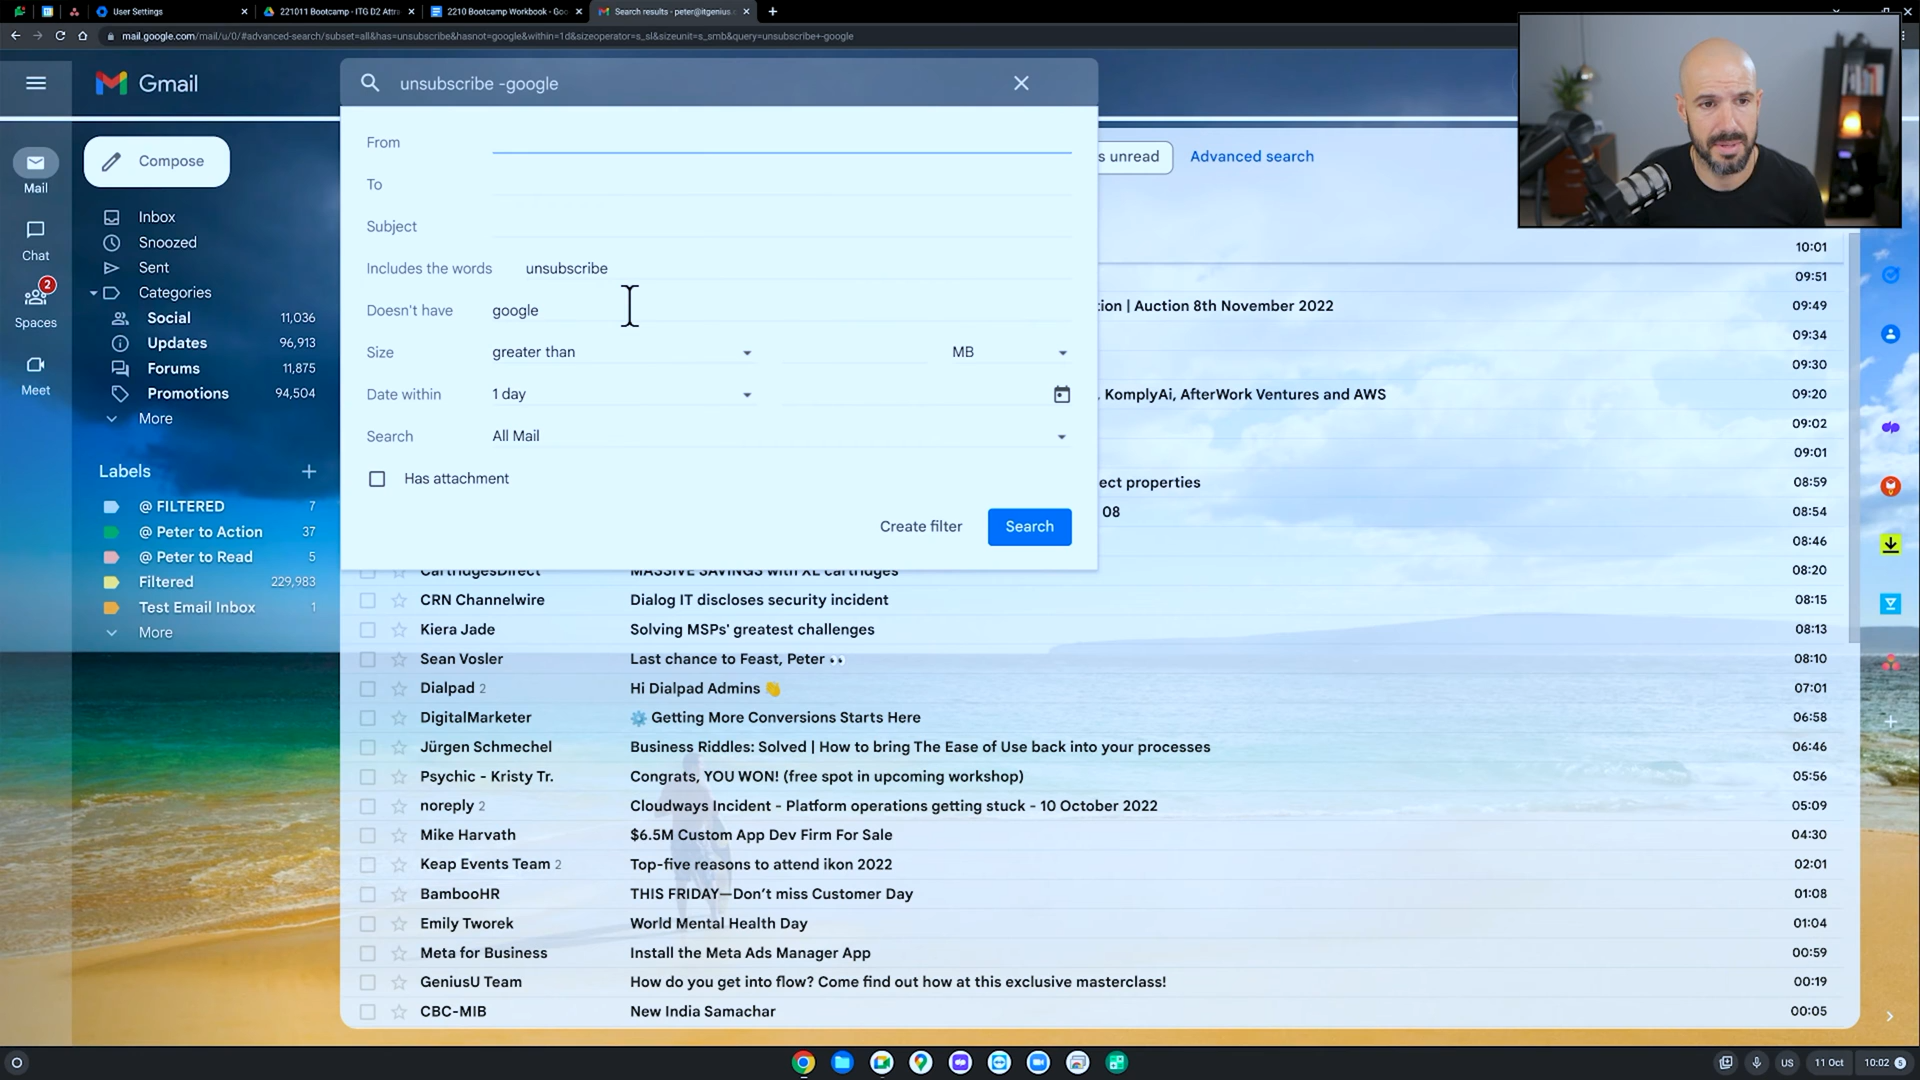 User Settings
221011 Bootcamp - ITG D2 Attra
2210 Bootcamp Workbook - Goo
Search results - peter@itgenius.c
mail.google.com/mail/u/0/#advanced-search/subset=all&has=unsubscribe&hasnot=google&within=1d&sizeoperator=s_sl&sizeunit=s_smb&query=unsubscribe+-google
Gmail
unsubscribe -google
From
To
Subject
Includes the words unsubscribe
Doesn't have google
Size greater than MB
Date within 1 day
Search All Mail
Has attachment
Create filter Search
s unread Advanced search
Mail
Chat
2
Spaces
Meet
Compose
Inbox
Snoozed
Sent
Categories
Social 11,036
Updates 96,913
Forums 11,875
Promotions 94,504
More
Labels
@ FILTERED 7
@ Peter to Action 37
@ Peter to Read 5
Filtered 229,983
Test Email Inbox 1
More
10:01
09:51
ion | Auction 8th November 2022 09:49
09:34
09:30
, KomplyAi, AfterWork Ventures and AWS 09:20
09:02
09:01
ect properties 08:59
08 08:54
08:46
CartridgesDirect MASSIVE SAVINGS with XL cartridges 08:20
CRN Channelwire Dialog IT discloses security incident 08:15
Kiera Jade Solving MSPs' greatest challenges 08:13
Sean Vosler Last chance to Feast, Peter 👀 08:10
Dialpad 2 Hi Dialpad Admins 👏 07:01
DigitalMarketer ⚙️ Getting More Conversions Starts Here 06:58
Jürgen Schmechel Business Riddles: Solved | How to bring The Ease of Use back into your processes 06:46
Psychic - Kristy Tr. Congrats, YOU WON! (free spot in upcoming workshop) 05:56
noreply 2 Cloudways Incident - Platform operations getting stuck - 10 October 2022 05:09
Mike Harvath $6.5M Custom App Dev Firm For Sale 04:30
Keap Events Team 2 Top-five reasons to attend ikon 2022 02:01
BambooHR THIS FRIDAY—Don't miss Customer Day 01:08
Emily Tworek World Mental Health Day 01:04
Meta for Business Install the Meta Ads Manager App 00:59
GeniusU Team How do you get into flow? Come find out how at this exclusive masterclass! 00:19
CBC-MIB New India Samachar 00:05
US 11 Oct 10:02 5